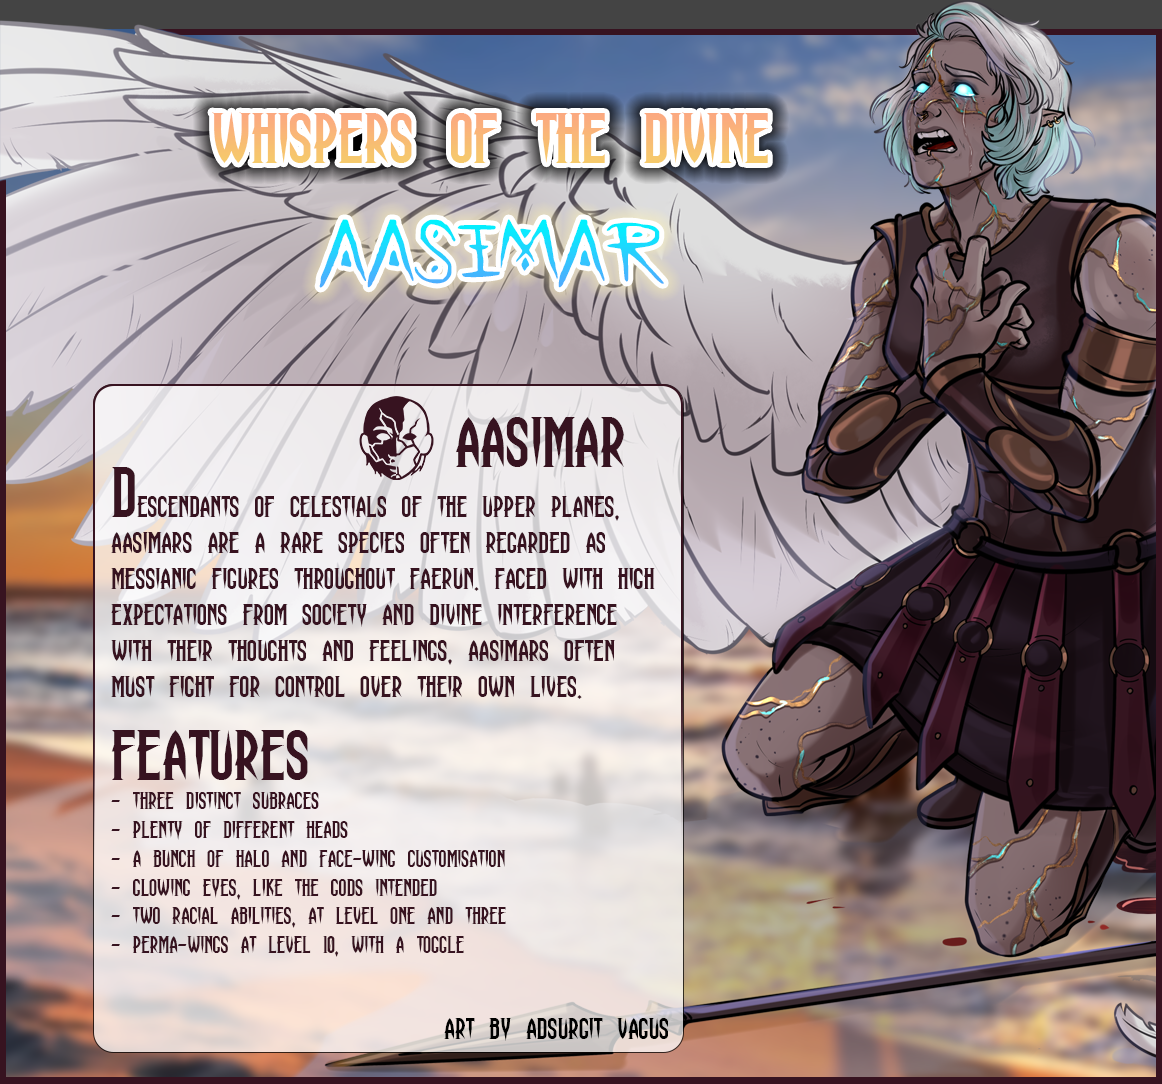 WHISPERS OF THE DIVINE
AASIMAR
AASIMAR
DESCENDANTS OF CELESTIALS OF THE UPPER PLANES,
AASIMARS ARE A RARE SPECIES OFTEN REGARDED AS
MESSIANIC FIGURES THROUGHOUT FAERUN. FACED WITH HIGH
EXPECTATIONS FROM SOCIETY AND DIVINE INTERFERENCE
WITH THEIR THOUGHTS AND FEELINGS, AASIMARS OFTEN
MUST FIGHT FOR CONTROL OVER THEIR OWN LIVES.
FEATURES
- THREE DISTINCT SUBRACES
- PLENTY OF DIFFERENT HEADS
- A BUNCH OF HALO AND FACE-WING CUSTOMISATION
- GLOWING EYES, LIKE THE GODS INTENDED
- TWO RACIAL ABILITIES, AT LEVEL ONE AND THREE
- PERMA-WINGS AT LEVEL 10, WITH A TOGGLE
ART BY ADSURGIT VAGUS